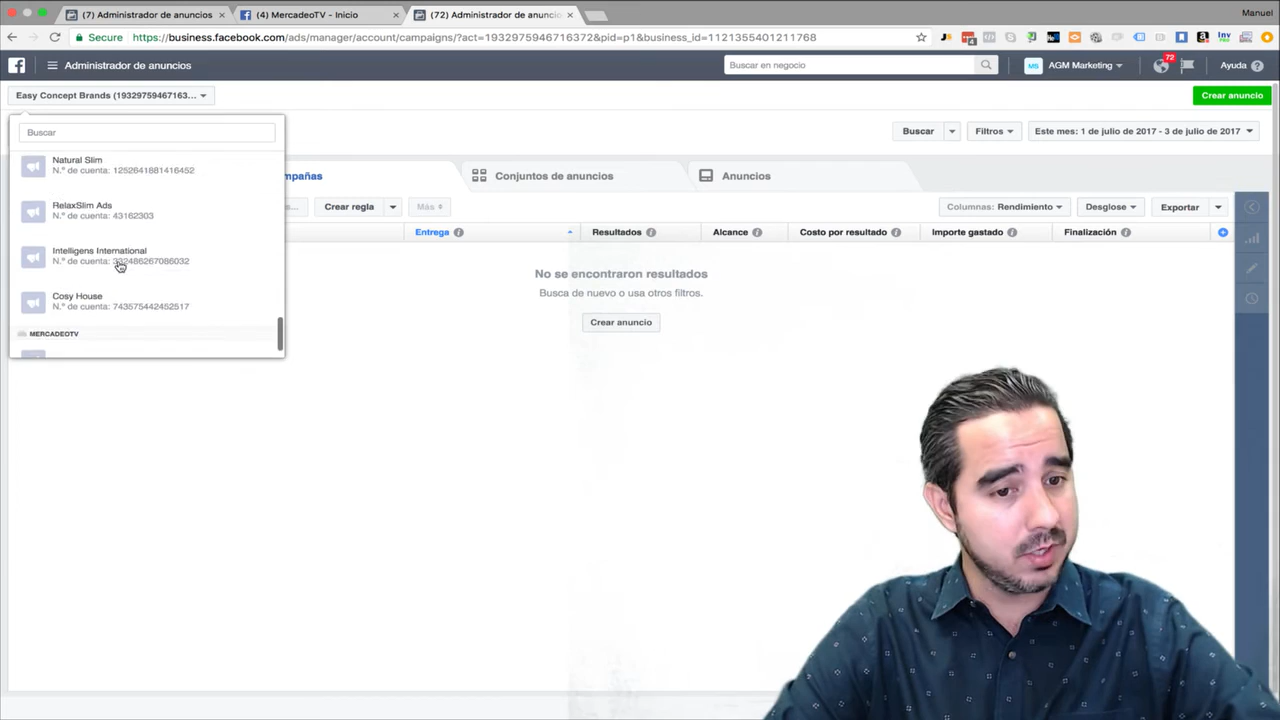 (7) Administrador de anuncios
(4) MercadeoTV - Inicio
(72) Administrador de anuncio
Manuel
Secure
https://business.facebook.com/ads/manager/account/campaigns/?act=1932975946716372&pid=p1&business_id=1121355401211768
Administrador de anuncios
Buscar en negocio
AGM Marketing
72
Ayuda
Easy Concept Brands (19329759467163...
Crear anuncio
Buscar
Buscar
Filtros
Este mes: 1 de julio de 2017 - 3 de julio de 2017
Natural Slim
N.º de cuenta: 1252641881416452
RelaxSlim Ads
N.º de cuenta: 43162303
Intelligens International
N.º de cuenta: 332486267086032
Cosy House
N.º de cuenta: 743575442452517
MERCADEOTV
mpañas
Conjuntos de anuncios
Anuncios
Crear regla
Más
Columnas: Rendimiento
Desglose
Exportar
Entrega
Resultados
Alcance
Costo por resultado
Importe gastado
Finalización
No se encontraron resultados
Busca de nuevo o usa otros filtros.
Crear anuncio